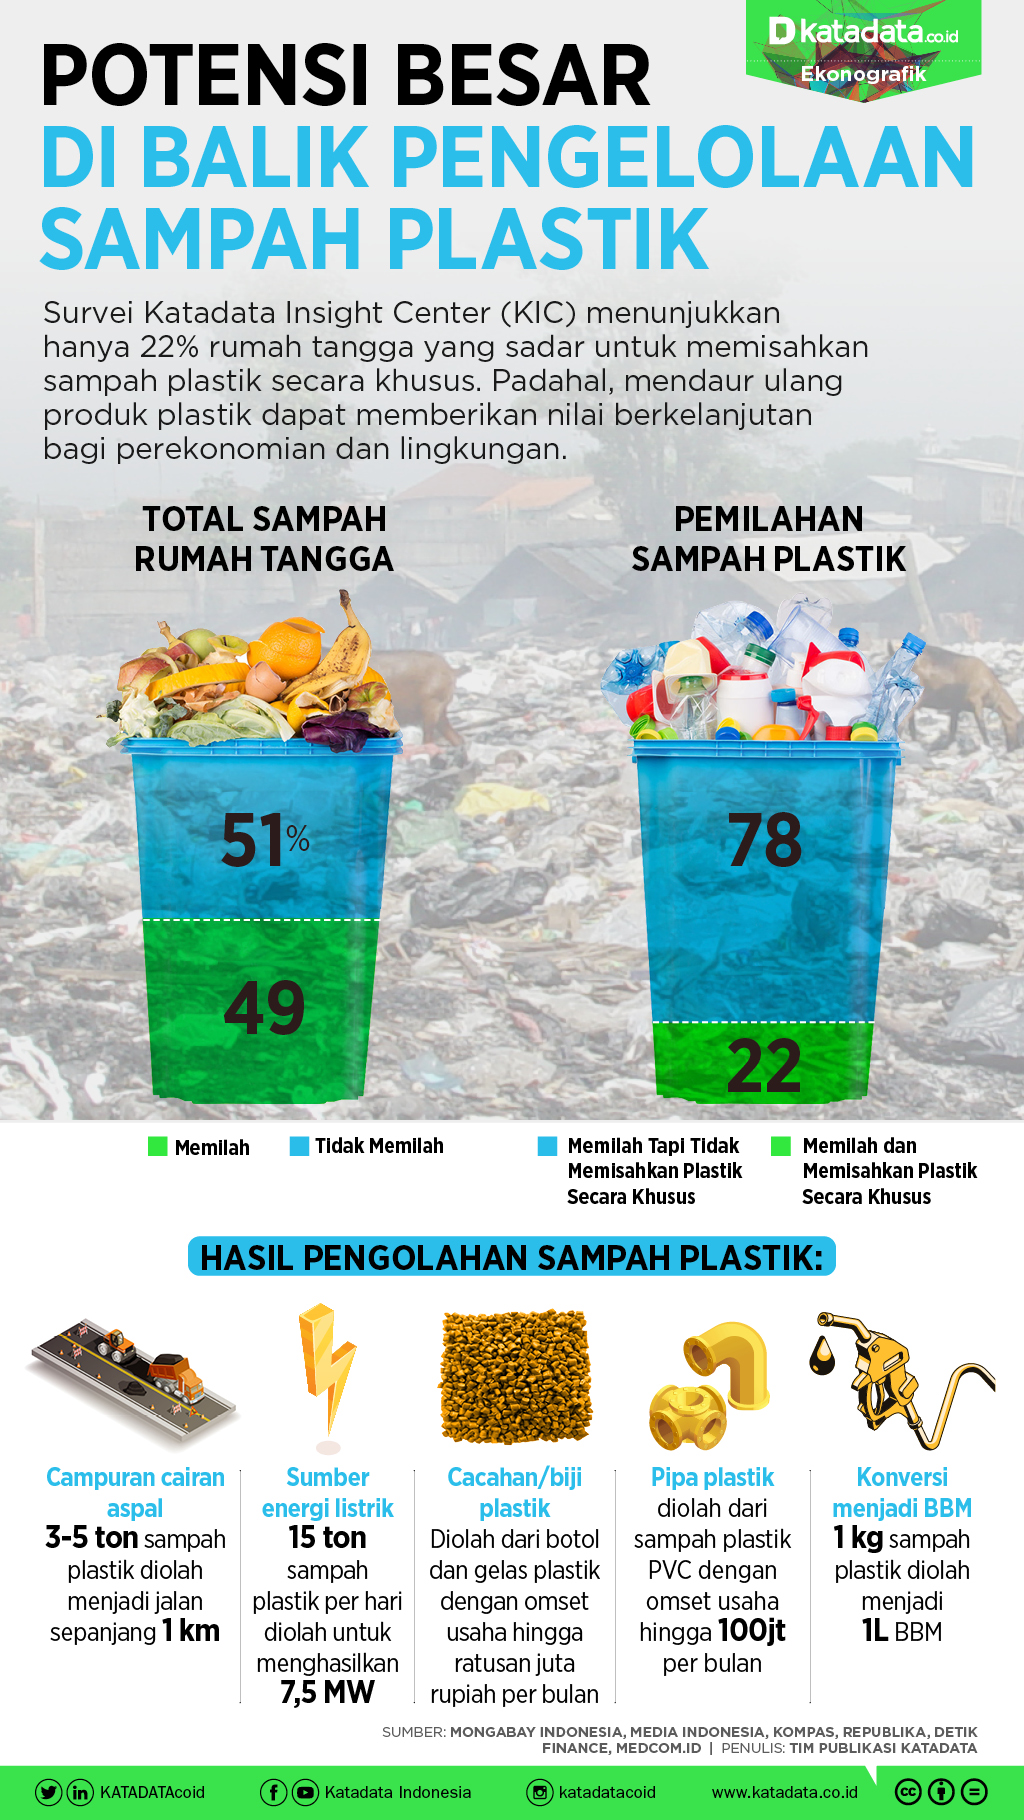 katadata.co.id
Ekonografik
POTENSI BESAR
DI BALIK PENGELOLAAN
SAMPAH PLASTIK
Survei Katadata Insight Center (KIC) menunjukkan
hanya 22% rumah tangga yang sadar untuk memisahkan
sampah plastik secara khusus. Padahal, mendaur ulang
produk plastik dapat memberikan nilai berkelanjutan
bagi perekonomian dan lingkungan.
TOTAL SAMPAH
RUMAH TANGGA
51%
49
Memilah
Tidak Memilah
PEMILAHAN
SAMPAH PLASTIK
78
22
Memilah Tapi Tidak
Memisahkan Plastik
Secara Khusus
Memilah dan
Memisahkan Plastik
Secara Khusus
HASIL PENGOLAHAN SAMPAH PLASTIK:
Campuran cairan
aspal
3-5 ton sampah
plastik diolah
menjadi jalan
sepanjang 1 km
Sumber
energi listrik
15 ton
sampah
plastik per hari
diolah untuk
menghasilkan
7,5 MW
Cacahan/biji
plastik
Diolah dari botol
dan gelas plastik
dengan omset
usaha hingga
ratusan juta
rupiah per bulan
Pipa plastik
diolah dari
sampah plastik
PVC dengan
omset usaha
hingga 100jt
per bulan
Konversi
menjadi BBM
1 kg sampah
plastik diolah
menjadi
1L BBM
SUMBER: MONGABAY INDONESIA, MEDIA INDONESIA, KOMPAS, REPUBLIKA, DETIK
FINANCE, MEDCOM.ID | PENULIS: TIM PUBLIKASI KATADATA
KATADATAcoid
Katadata Indonesia
katadatacoid
www.katadata.co.id